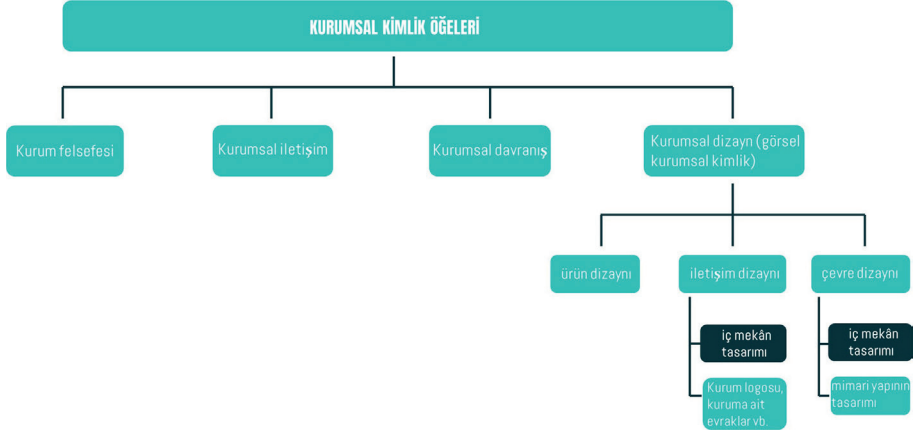 KURUMSAL KİMLİK ÖĞELERİ
Kurum felsefesi
Kurumsal iletişim
Kurumsal davranış
Kurumsal dizayn (görsel
kurumsal kimlik)
ürün dizaynı
iletişim dizaynı
çevre dizaynı
iç mekân
tasarımı
Kurum logosu,
kuruma ait
evraklar vb.
iç mekân
tasarımı
mimari yapının
tasarımı